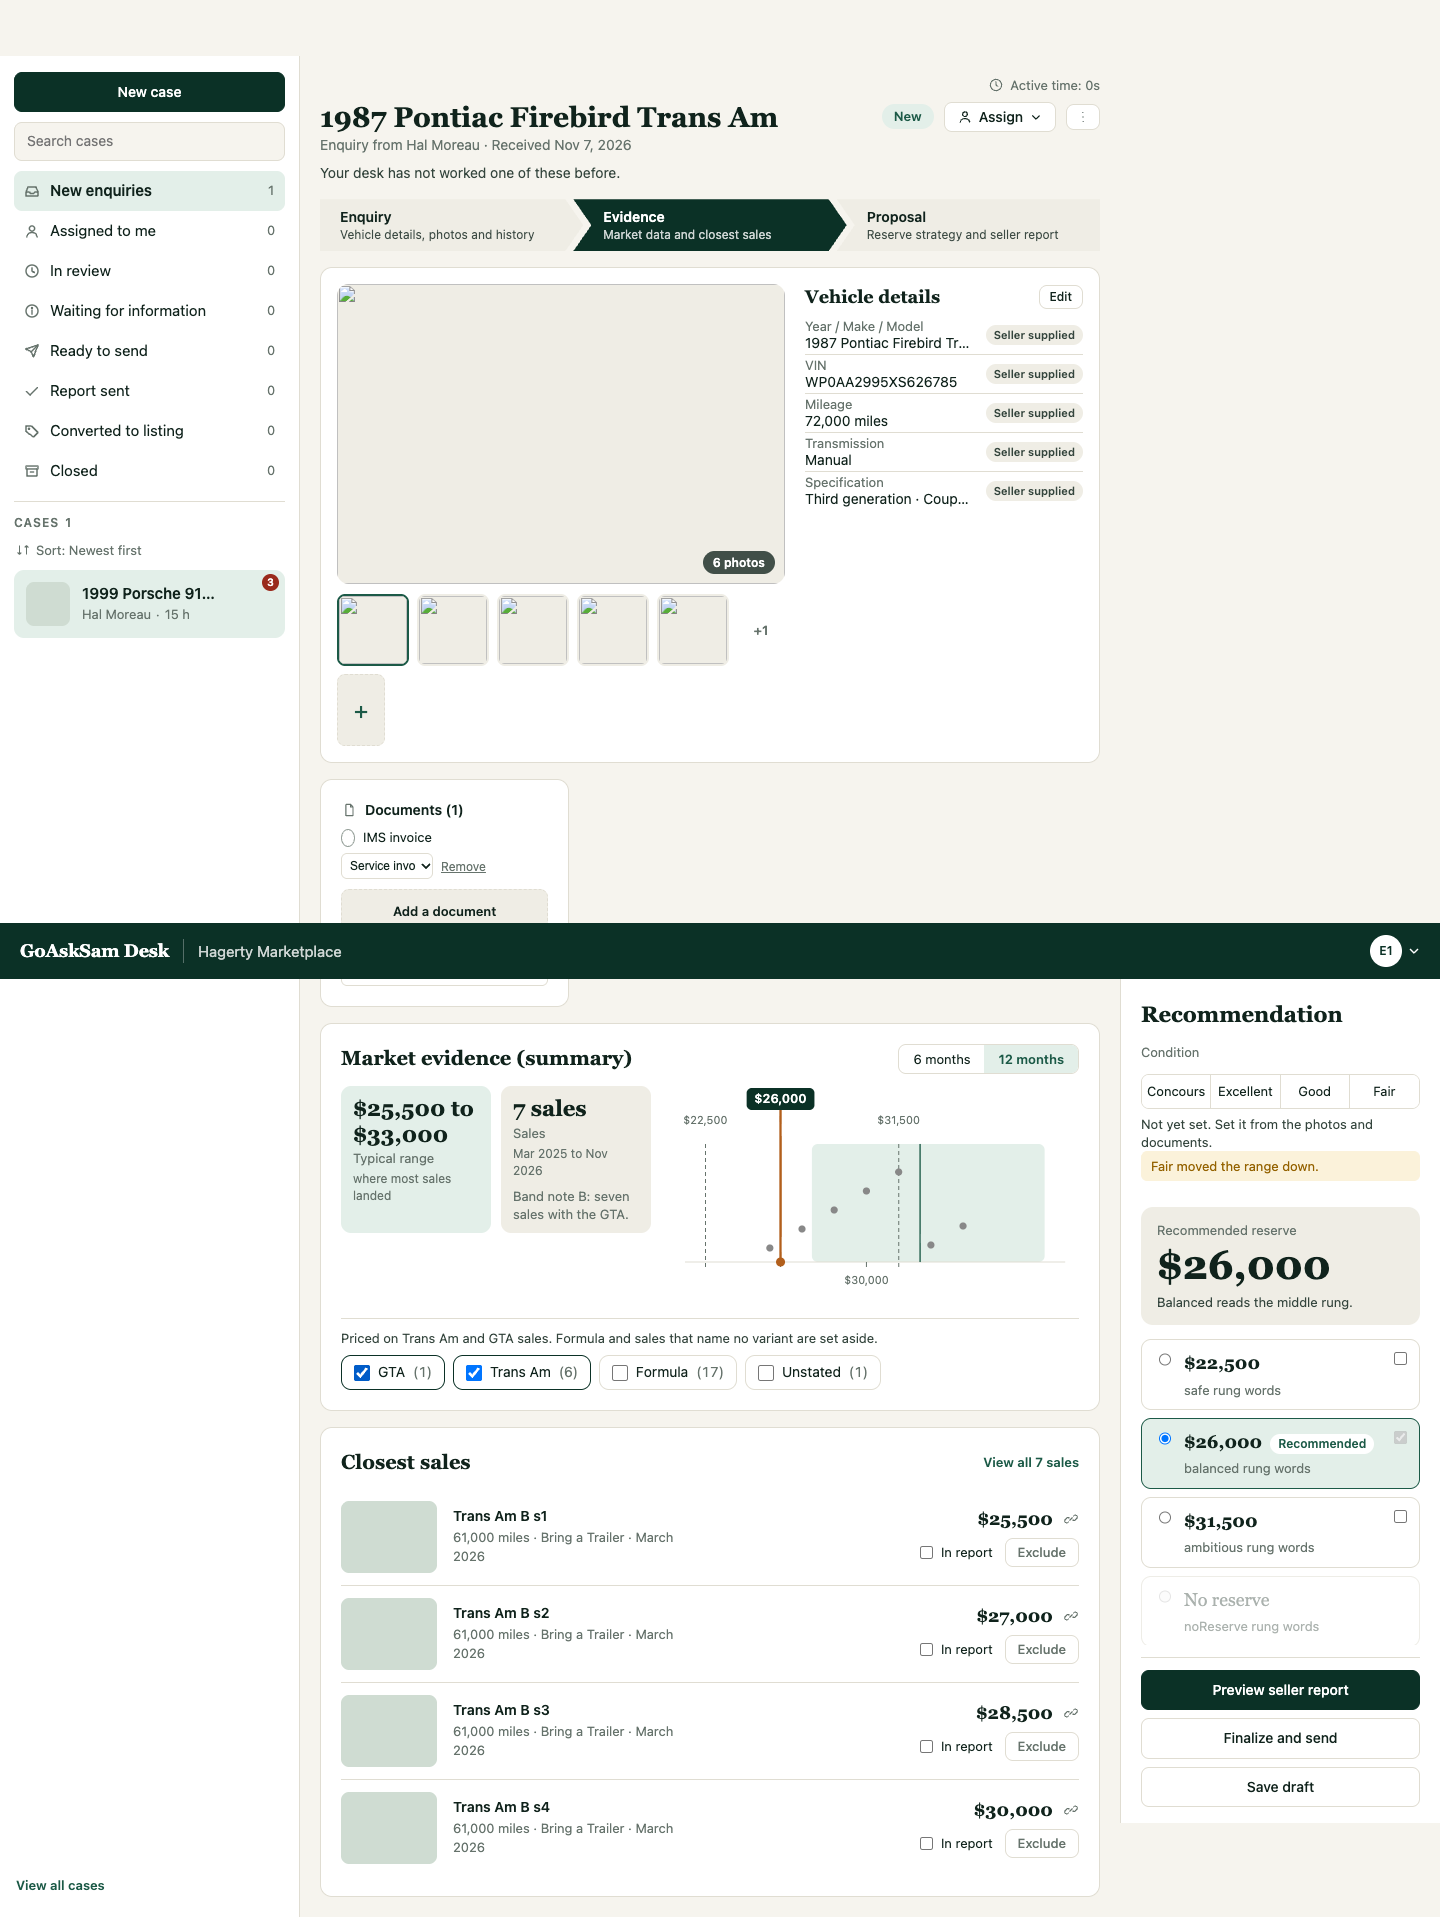 New case
Search cases
New enquiries 1
Assigned to me 0
In review 0
Waiting for information 0
Ready to send 0
Report sent 0
Converted to listing 0
Closed 0
CASES 1
Sort: Newest first
1999 Porsche 91...
3
Hal Moreau · 15 h
Active time: 0s
1987 Pontiac Firebird Trans Am
New
Assign
Enquiry from Hal Moreau · Received Nov 7, 2026
Your desk has not worked one of these before.
Enquiry
Vehicle details, photos and history
Evidence
Market data and closest sales
Proposal
Reserve strategy and seller report
6 photos
+1
+
Vehicle details
Edit
Year / Make / Model
1987 Pontiac Firebird Tr...
Seller supplied
VIN
WP0AA2995XS626785
Seller supplied
Mileage
72,000 miles
Seller supplied
Transmission
Manual
Seller supplied
Specification
Third generation · Coup...
Seller supplied
Documents (1)
IMS invoice
Service invo
Remove
Add a document
GoAskSam Desk
Hagerty Marketplace
E1
Market evidence (summary)
6 months
12 months
$25,500 to
$33,000
Typical range
where most sales
landed
7 sales
Sales
Mar 2025 to Nov
2026
Band note B: seven
sales with the GTA.
$26,000
$22,500
$31,500
$30,000
Priced on Trans Am and GTA sales. Formula and sales that name no variant are set aside.
GTA (1)
Trans Am (6)
Formula (17)
Unstated (1)
Closest sales
View all 7 sales
Trans Am B s1
61,000 miles · Bring a Trailer · March
2026
$25,500
In report
Exclude
Trans Am B s2
61,000 miles · Bring a Trailer · March
2026
$27,000
In report
Exclude
Trans Am B s3
61,000 miles · Bring a Trailer · March
2026
$28,500
In report
Exclude
Trans Am B s4
61,000 miles · Bring a Trailer · March
2026
$30,000
In report
Exclude
View all cases
Recommendation
Condition
Concours
Excellent
Good
Fair
Not yet set. Set it from the photos and
documents.
Fair moved the range down.
Recommended reserve
$26,000
Balanced reads the middle rung.
$22,500
safe rung words
$26,000
Recommended
balanced rung words
$31,500
ambitious rung words
No reserve
noReserve rung words
Preview seller report
Finalize and send
Save draft